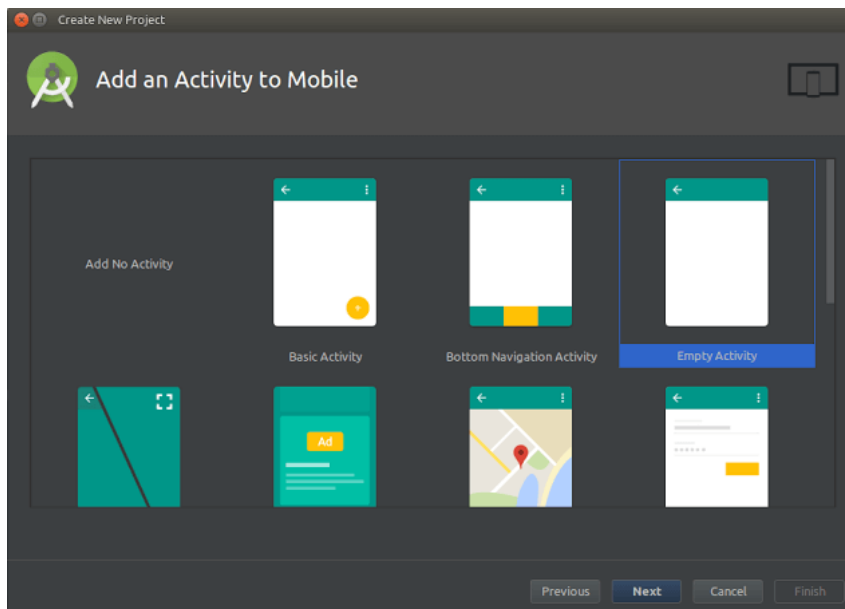 Create New Project
Add an Activity to Mobile
Add No Activity
Basic Activity
Bottom Navigation Activity
Empty Activity
Ad
Previous
Next
Cancel
Finish